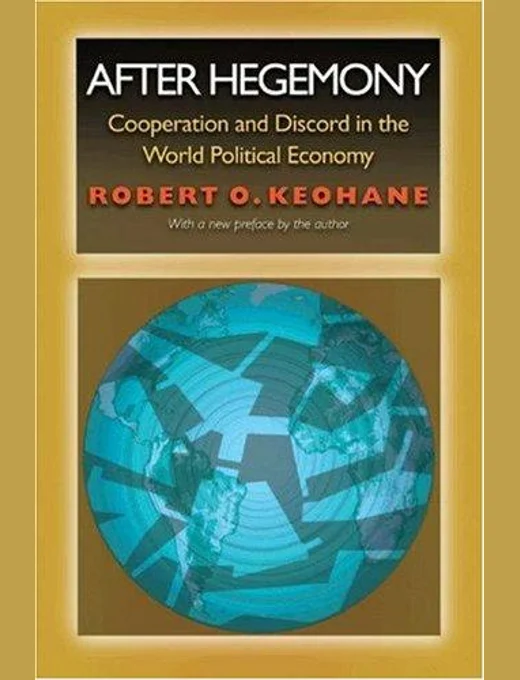 AFTER HEGEMONY
Cooperation and Discord in the
World Political Economy
ROBERT O. KEOHANE
With a new preface by the author